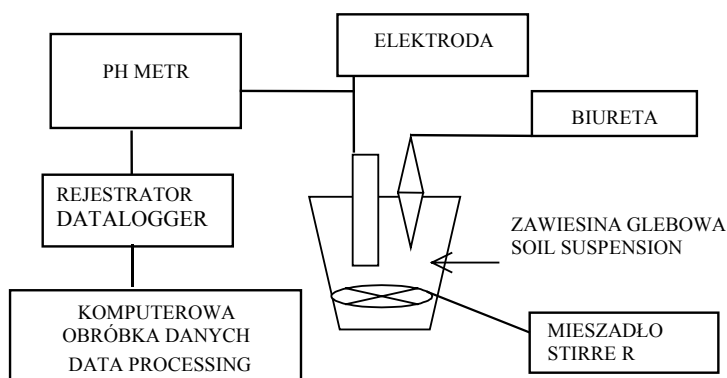 ELEKTRODA
PH METR
BIURETA
REJESTRATOR
DATALOGGER
ZAWIESINA GLEBOWA
SOIL SUSPENSION
KOMPUTEROWA
OBRÓBKA DANYCH
DATA PROCESSING
MIESZADŁO
STIRRE R